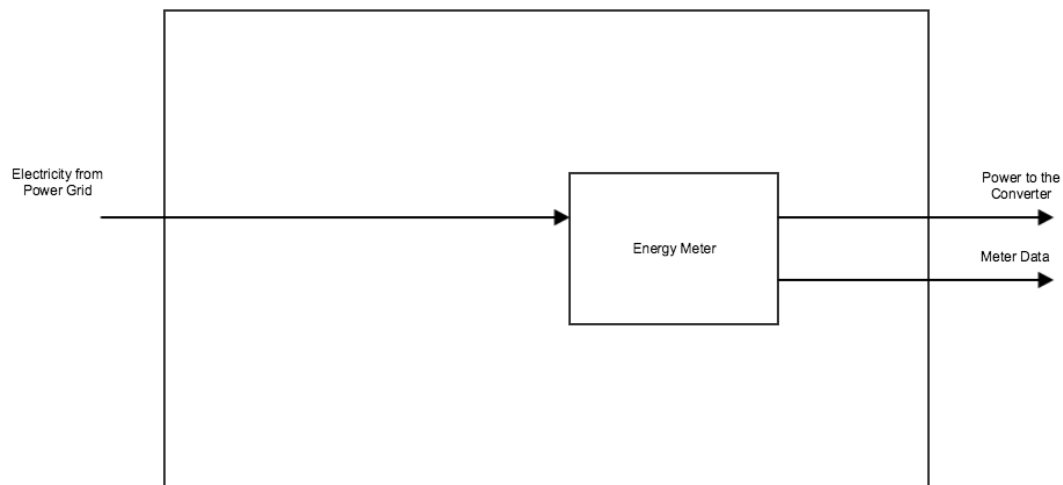 Electricity from
Power Grid
Energy Meter
Power to the
Converter
Meter Data